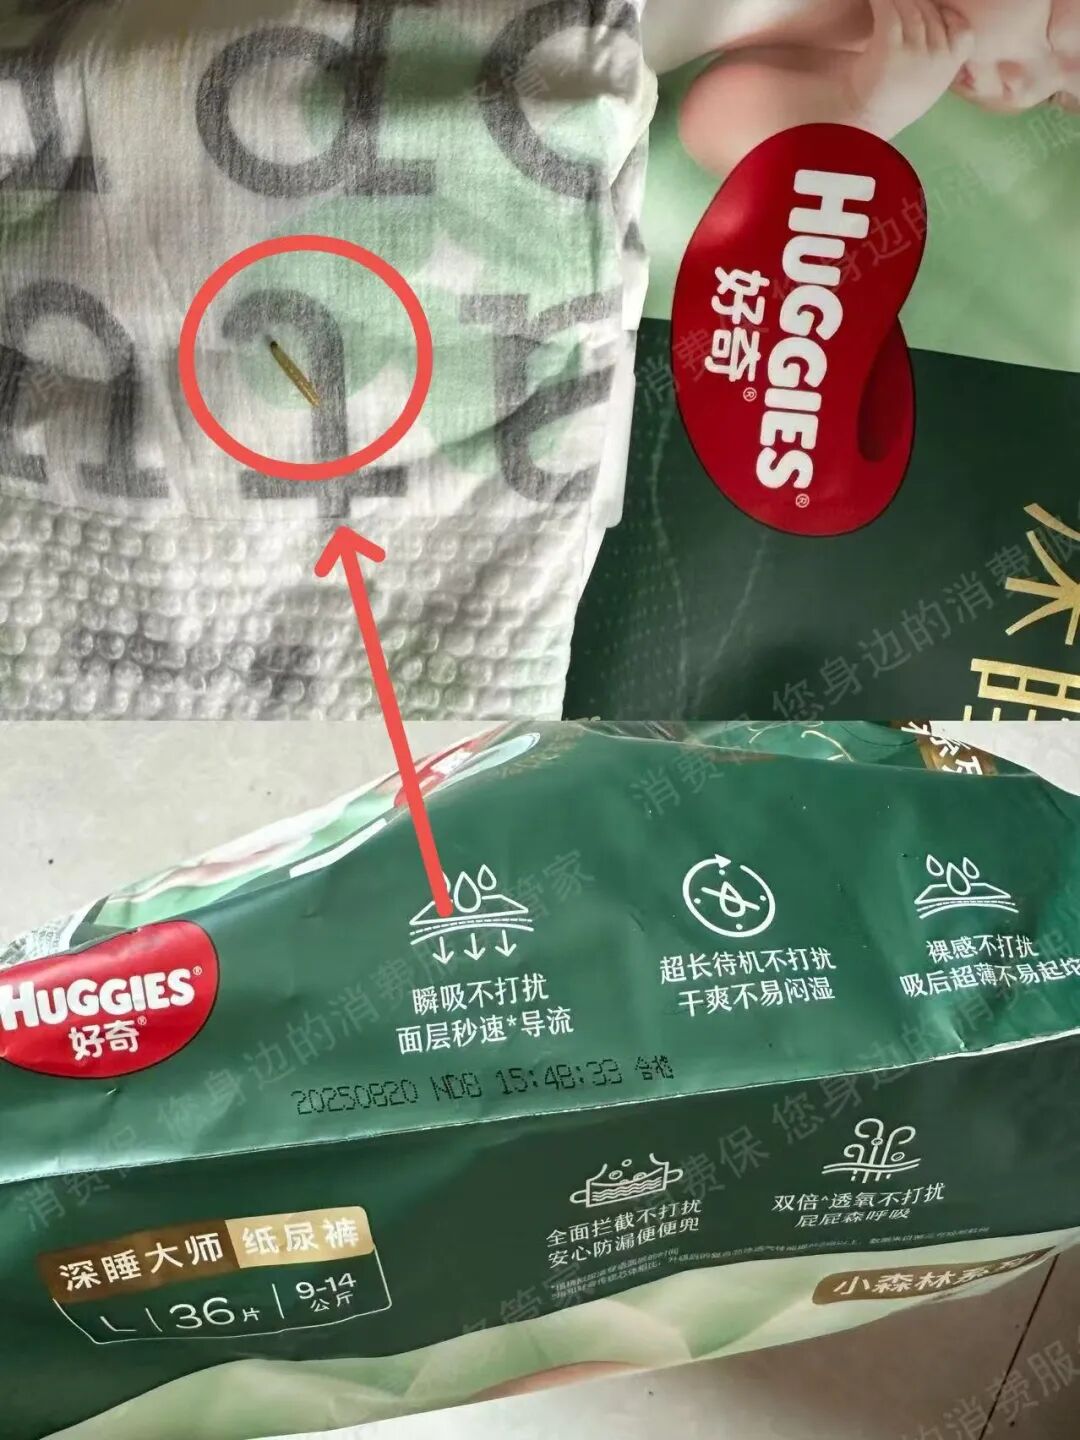 HUGGIES®
好奇®
HUGGIES®
好奇®
瞬吸不打扰
面层秒速*导流
超长待机不打扰
干爽不易闷湿
裸感不打扰
吸后超薄不易起坨
20250820 ND8 15:48:33 合格
全面拦截不打扰
安心防漏便便兜
双倍^透氧不打扰
屁屁森呼吸
深睡大师 纸尿裤
L 36片 9-14
公斤
小森林系列
消费保 您身边的消费服务管家